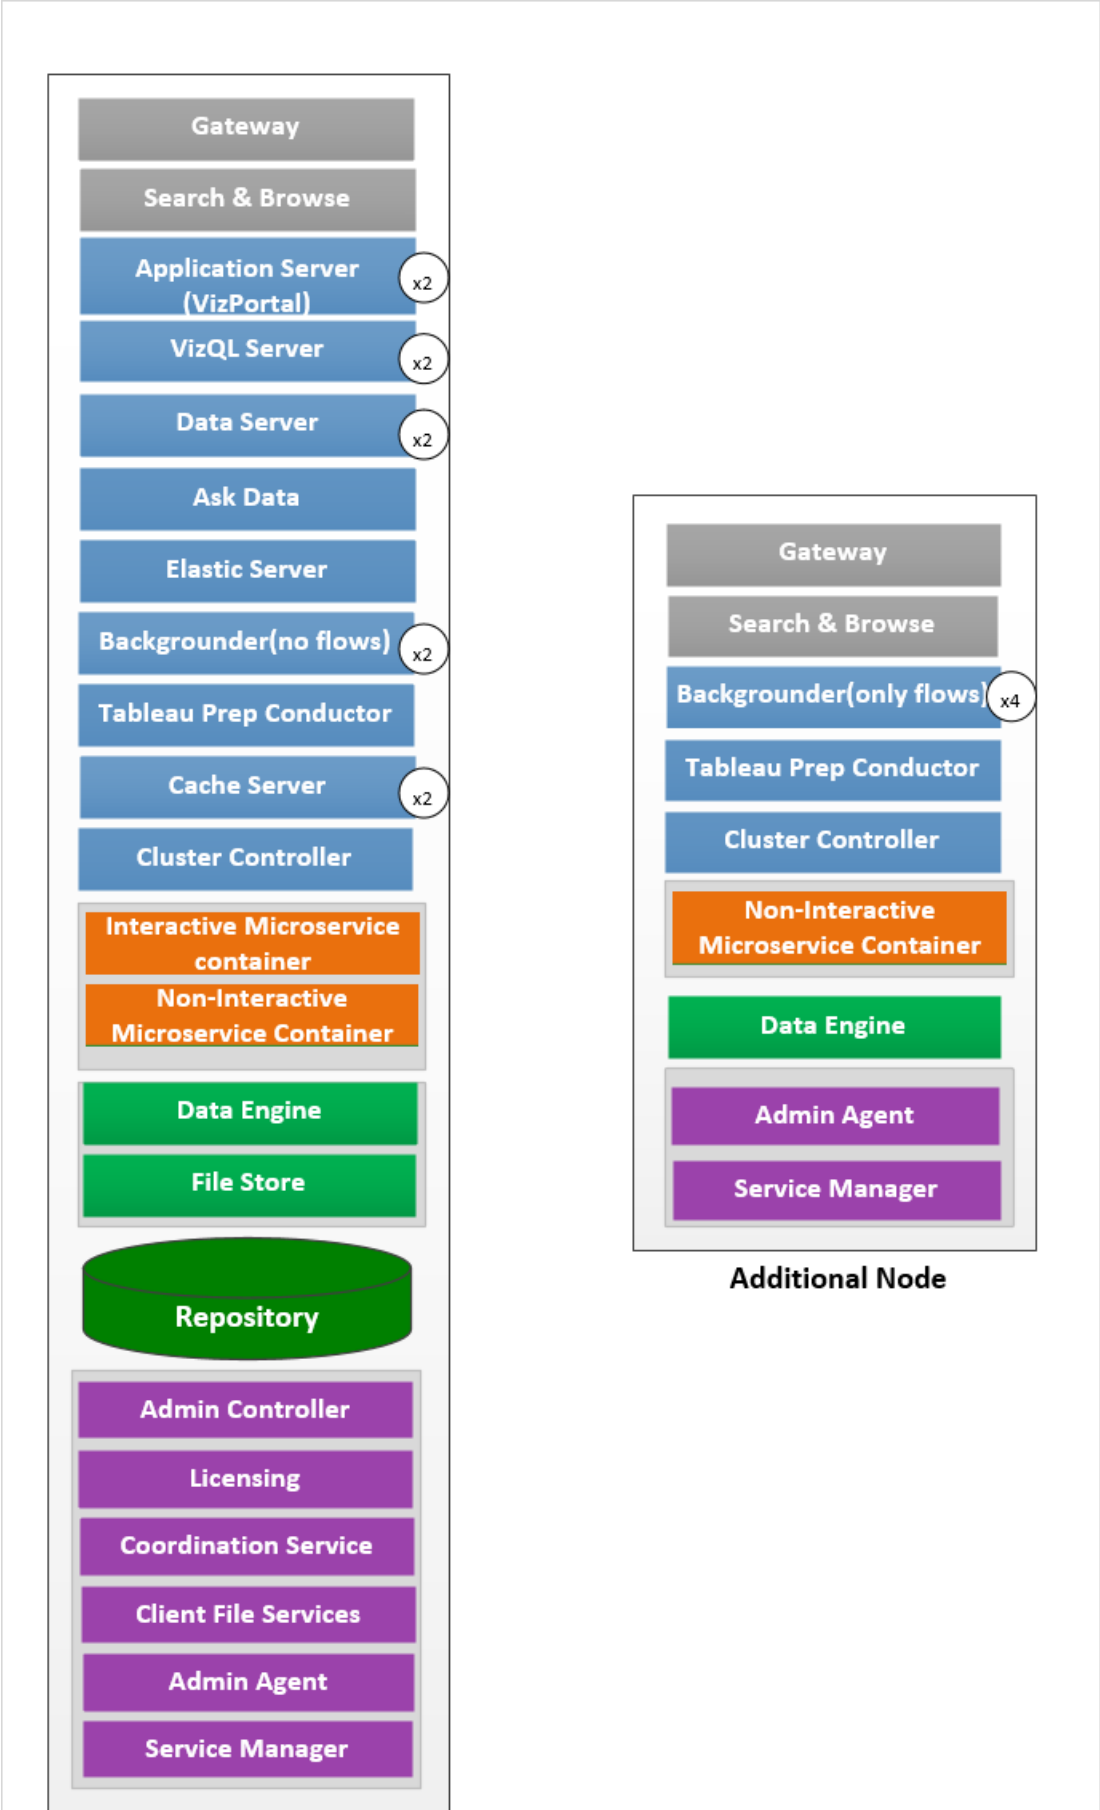 Gateway
Search & Browse
Application Server
(VizPortal)
x2
VizQL Server
x2
Data Server
x2
Ask Data
Elastic Server
Backgrounder(no flows)
x2
Tableau Prep Conductor
Cache Server
x2
Cluster Controller
Interactive Microservice
container
Non-Interactive
Microservice Container
Data Engine
File Store
Repository
Admin Controller
Licensing
Coordination Service
Client File Services
Admin Agent
Service Manager
Gateway
Search & Browse
Backgrounder(only flows)
x4
Tableau Prep Conductor
Cluster Controller
Non-Interactive
Microservice Container
Data Engine
Admin Agent
Service Manager
Additional Node